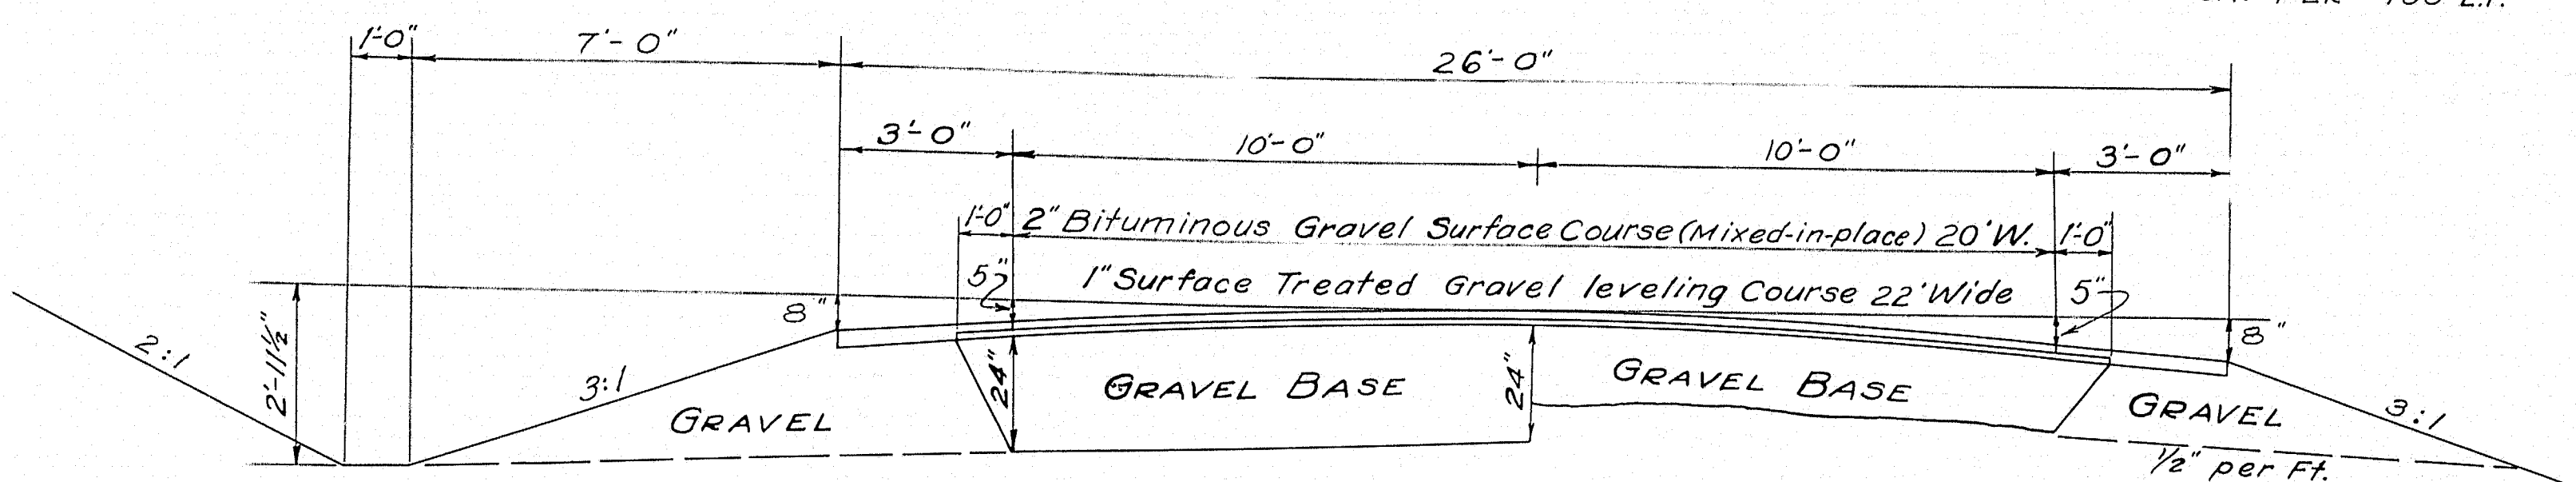 PER 100 L.F.
1'-0" 7'-0" 26'-0"
3'-0" 10'-0" 10'-0" 3'-0"
1'-0" 2" Bituminous Gravel Surface Course (Mixed-in-place) 20' W. 1'-0"
5" 1" Surface Treated Gravel leveling Course 22' Wide 5"
8" 8"
2:1 2'-11½" 3:1 24" GRAVEL BASE 24" GRAVEL BASE 3:1
GRAVEL GRAVEL
1/2" per Ft.